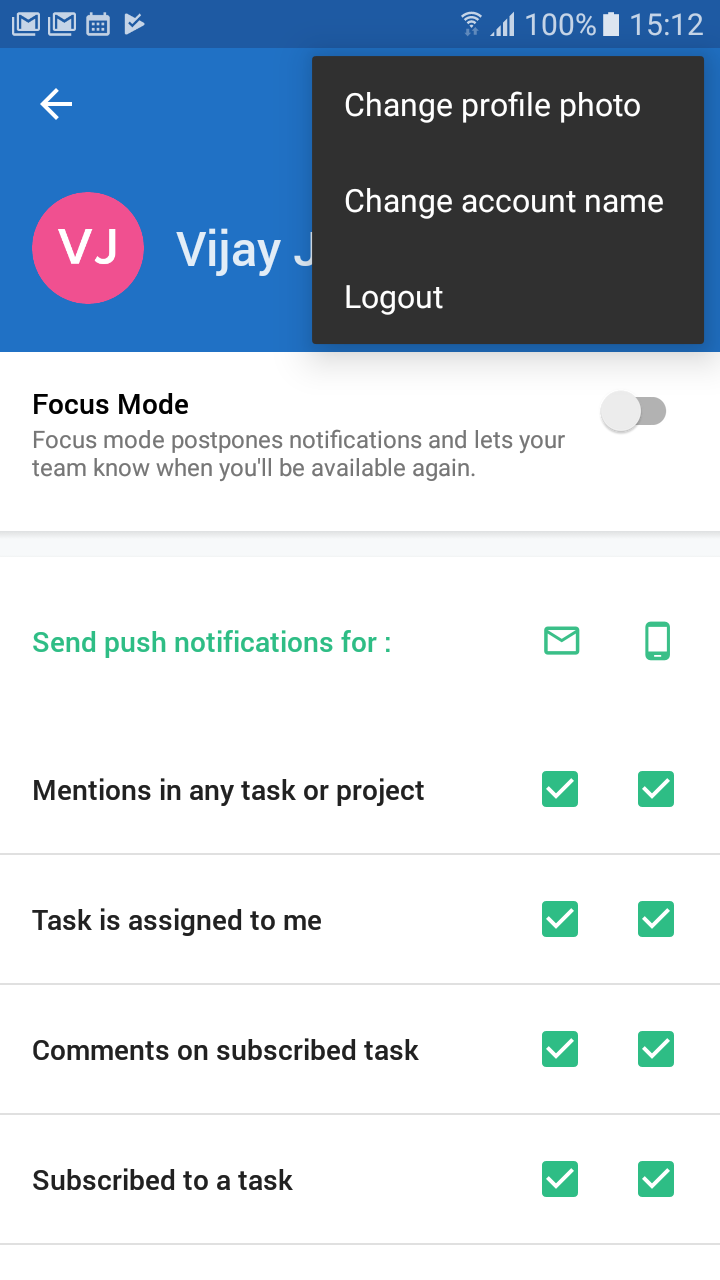 100% 15:12
Change profile photo
Change account name
Logout
VJ
Vijay J
Focus Mode
Focus mode postpones notifications and lets your
team know when you'll be available again.
Send push notifications for :
Mentions in any task or project
Task is assigned to me
Comments on subscribed task
Subscribed to a task